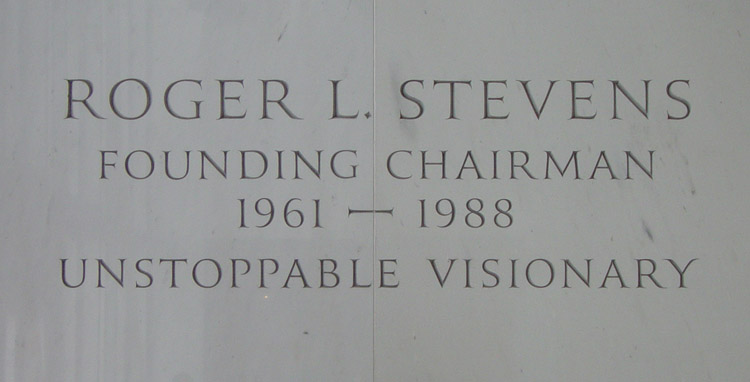 ROGER L. STEVENS
FOUNDING CHAIRMAN
1961 — 1988
UNSTOPPABLE VISIONARY